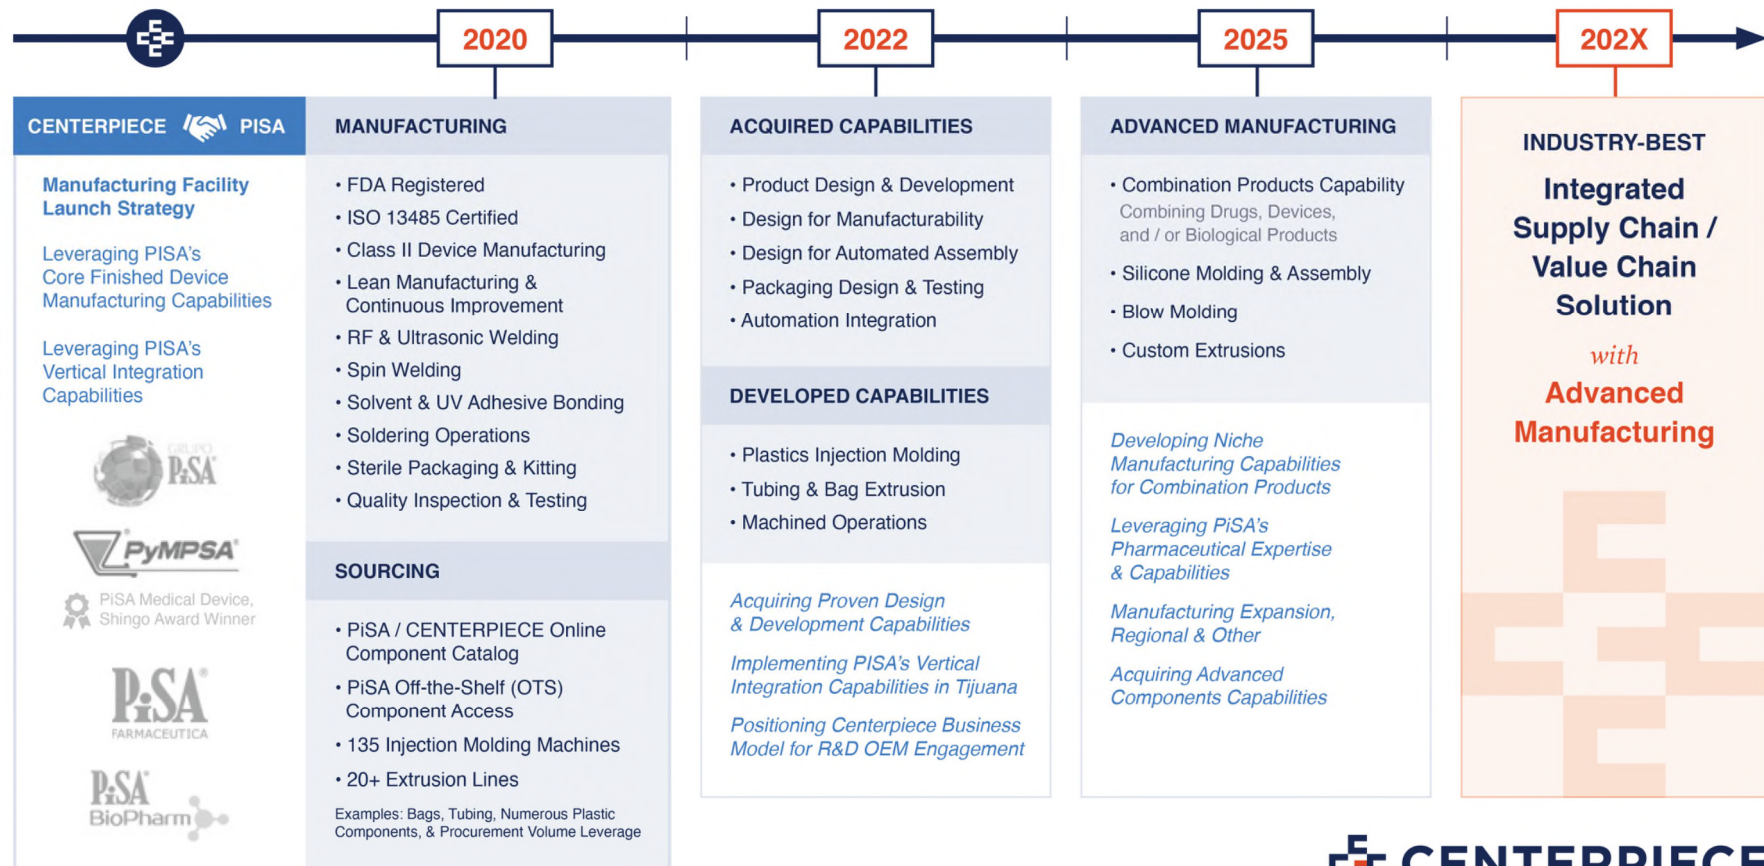 2020
2022
2025
202X
CENTERPIECE PISA
Manufacturing Facility
Launch Strategy
Leveraging PISA's
Core Finished Device
Manufacturing Capabilities
Leveraging PISA's
Vertical Integration
Capabilities
GRUPO
PiSA
PyMPSA
PiSA Medical Device,
Shingo Award Winner
PiSA
FARMACEUTICA
PiSA
BioPharm
MANUFACTURING
• FDA Registered
• ISO 13485 Certified
• Class II Device Manufacturing
• Lean Manufacturing &
Continuous Improvement
• RF & Ultrasonic Welding
• Spin Welding
• Solvent & UV Adhesive Bonding
• Soldering Operations
• Sterile Packaging & Kitting
• Quality Inspection & Testing
SOURCING
• PiSA / CENTERPIECE Online
Component Catalog
• PiSA Off-the-Shelf (OTS)
Component Access
• 135 Injection Molding Machines
• 20+ Extrusion Lines
Examples: Bags, Tubing, Numerous Plastic
Components, & Procurement Volume Leverage
ACQUIRED CAPABILITIES
• Product Design & Development
• Design for Manufacturability
• Design for Automated Assembly
• Packaging Design & Testing
• Automation Integration
DEVELOPED CAPABILITIES
• Plastics Injection Molding
• Tubing & Bag Extrusion
• Machined Operations
Acquiring Proven Design
& Development Capabilities
Implementing PISA's Vertical
Integration Capabilities in Tijuana
Positioning Centerpiece Business
Model for R&D OEM Engagement
ADVANCED MANUFACTURING
• Combination Products Capability
Combining Drugs, Devices,
and / or Biological Products
• Silicone Molding & Assembly
• Blow Molding
• Custom Extrusions
Developing Niche
Manufacturing Capabilities
for Combination Products
Leveraging PiSA's
Pharmaceutical Expertise
& Capabilities
Manufacturing Expansion,
Regional & Other
Acquiring Advanced
Components Capabilities
INDUSTRY-BEST
Integrated
Supply Chain /
Value Chain
Solution
with
Advanced
Manufacturing
CENTERPIECE